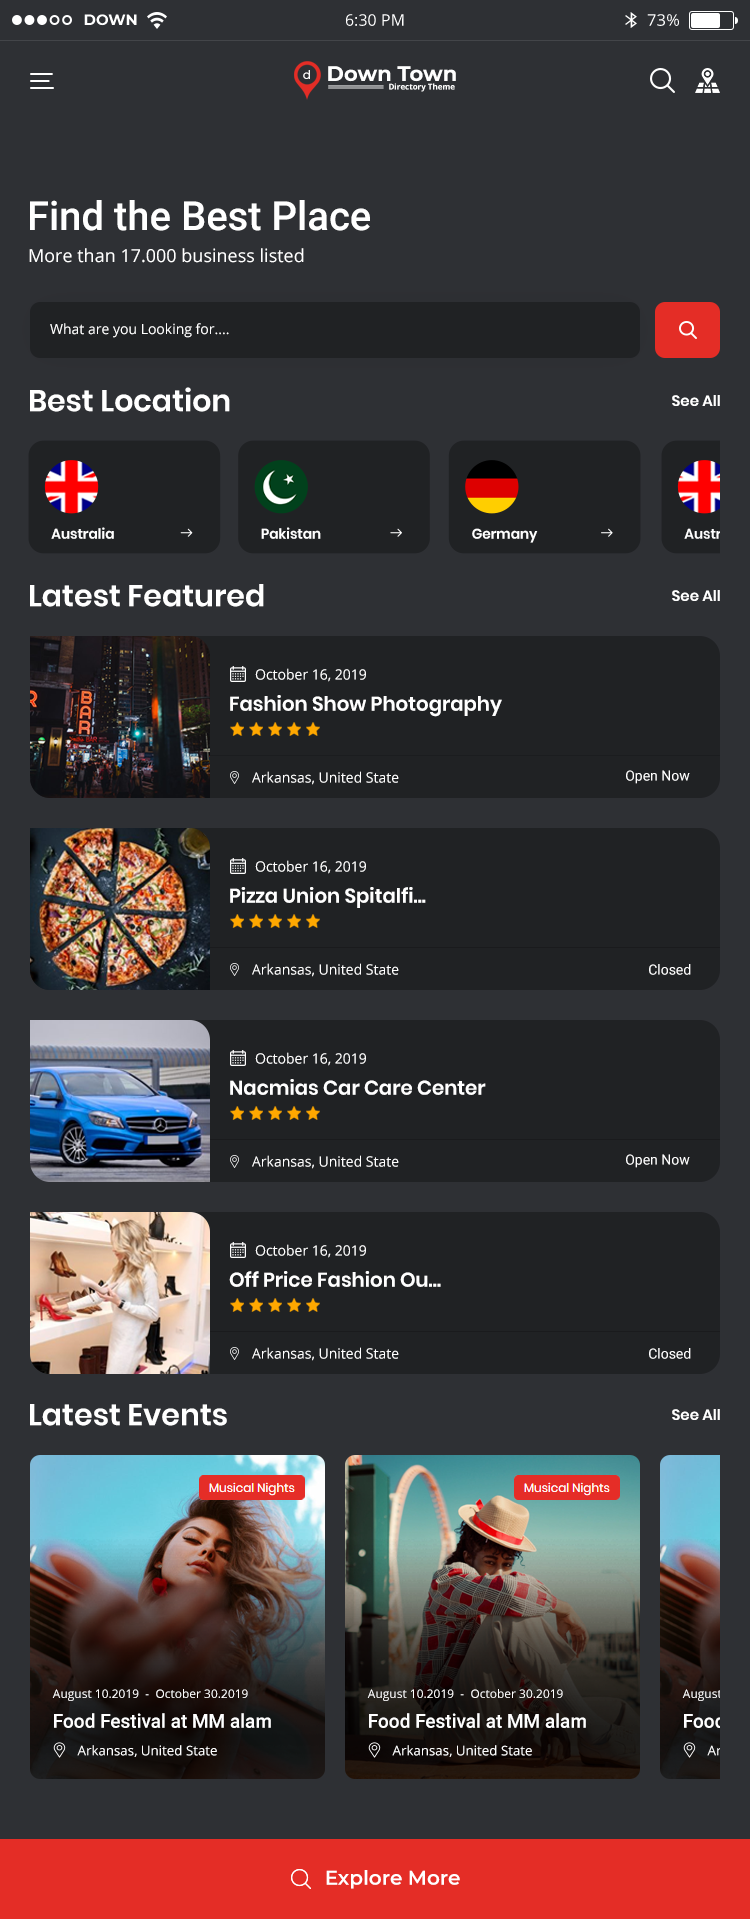 DOWN
6:30 PM
73%
d
Down Town
Directory Theme
Find the Best Place
More than 17.000 business listed
What are you Looking for....
Best Location
See All
Australia
Pakistan
Germany
Austr
Latest Featured
See All
R
BAR
October 16, 2019
Fashion Show Photography
Arkansas, United State
Open Now
October 16, 2019
Pizza Union Spitalfi...
Arkansas, United State
Closed
October 16, 2019
Nacmias Car Care Center
Arkansas, United State
Open Now
October 16, 2019
Off Price Fashion Ou...
Arkansas, United State
Closed
Latest Events
See All
Musical Nights
August 10.2019 - October 30.2019
Food Festival at MM alam
Arkansas, United State
Musical Nights
August 10.2019 - October 30.2019
Food Festival at MM alam
Arkansas, United State
August
Food
Ar
Explore More